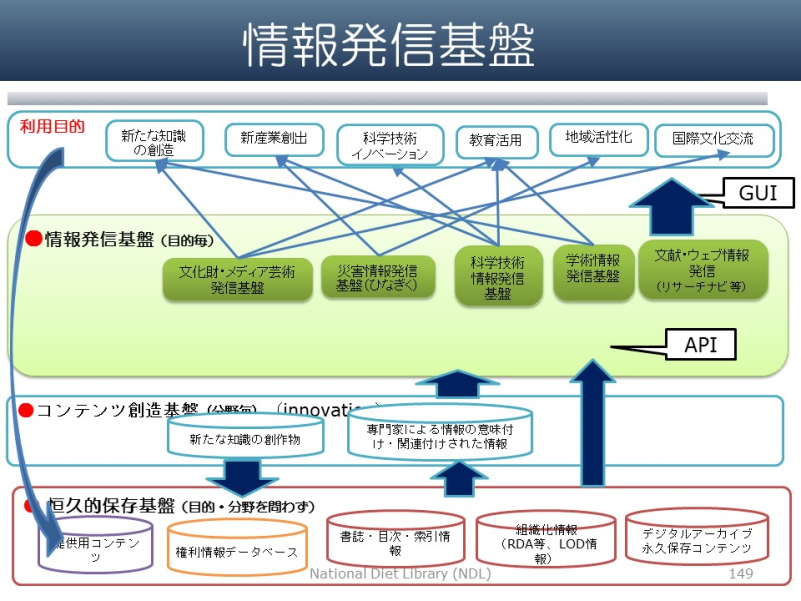 情報発信基盤
利用目的
新たな知識
の創造
新産業創出
科学技術
イノベーション
教育活用
地域活性化
国際文化交流
GUI
●情報発信基盤（目的毎）
文化財・メディア芸術
発信基盤
災害情報発信
基盤（ひなぎく）
科学技術
情報発信
基盤
学術情報
発信基盤
文献・ウェブ情報
発信
（リサーチナビ等）
API
●コンテンツ創造基盤（分野毎）（innovation）
新たな知識の創作物
専門家による情報の意味付
け・関連付けされた情報
●恒久的保存基盤（目的・分野を問わず）
提供用コンテン
ツ
権利情報データベース
書誌・目次・索引情
報
組織化情報
（RDA等、LOD情
報）
デジタルアーカイブ
永久保存コンテンツ
National Diet Library (NDL)
149